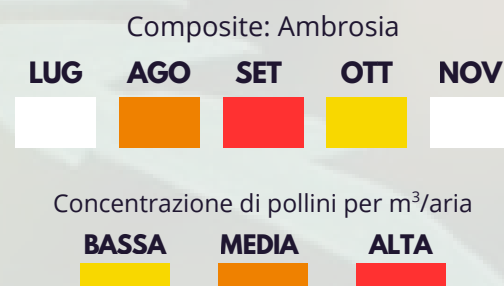 Composite: Ambrosia
LUG AGO SET OTT NOV
Concentrazione di pollini per m³/aria
BASSA MEDIA ALTA